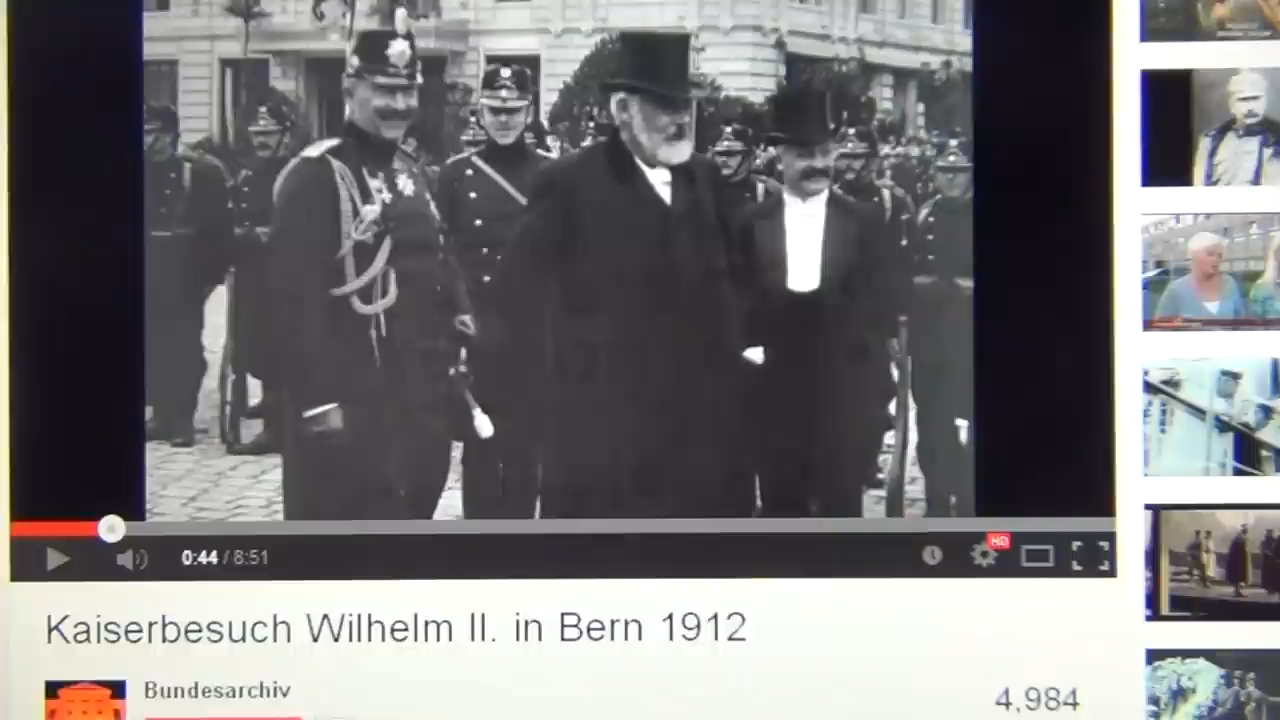 HD
0:44 / 8:51
Kaiserbesuch Wilhelm II. in Bern 1912
Bundesarchiv
4,984